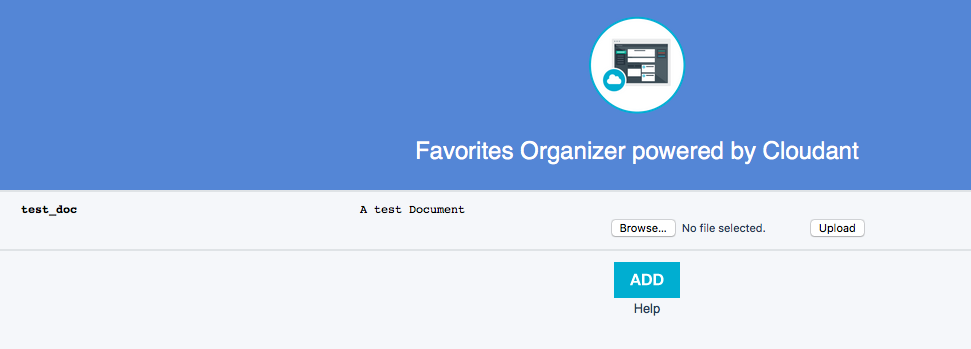 Favorites Organizer powered by Cloudant
test_doc A test Document
Browse... No file selected. Upload
ADD
Help